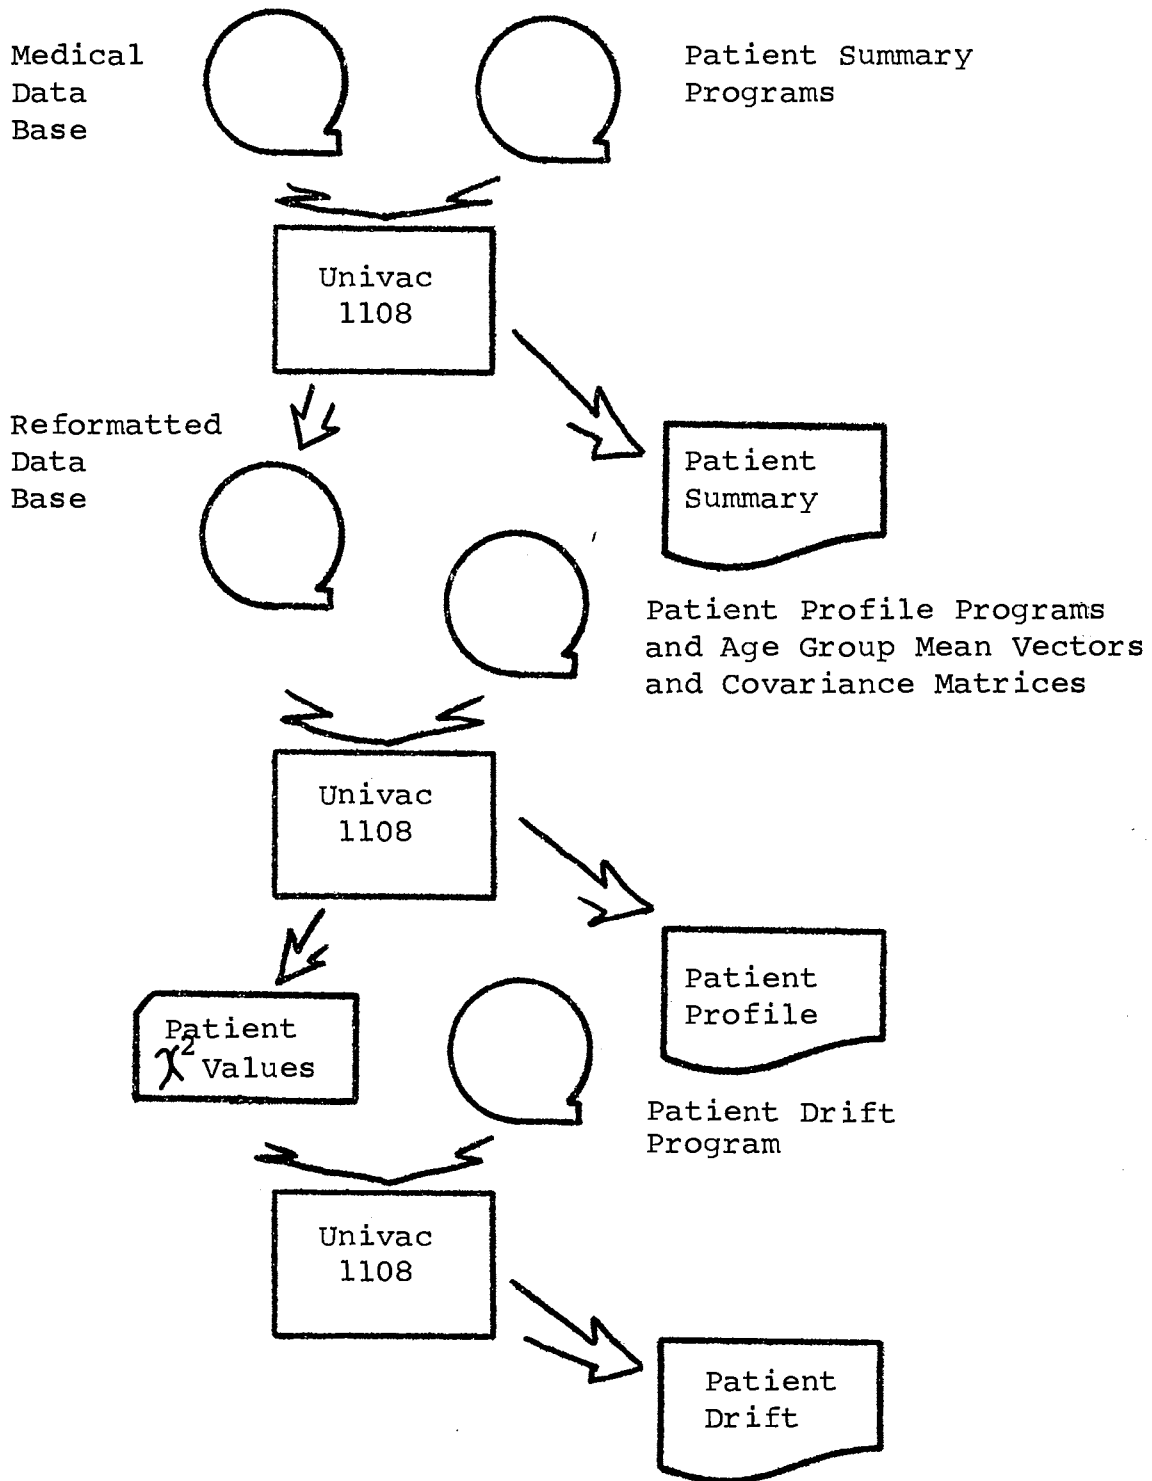 Medical
Data
Base
Patient Summary
Programs
Univac
1108
Reformatted
Data
Base
Patient
Summary
Patient Profile Programs
and Age Group Mean Vectors
and Covariance Matrices
Univac
1108
Patient
Profile
Patient
χ² Values
Patient Drift
Program
Univac
1108
Patient
Drift